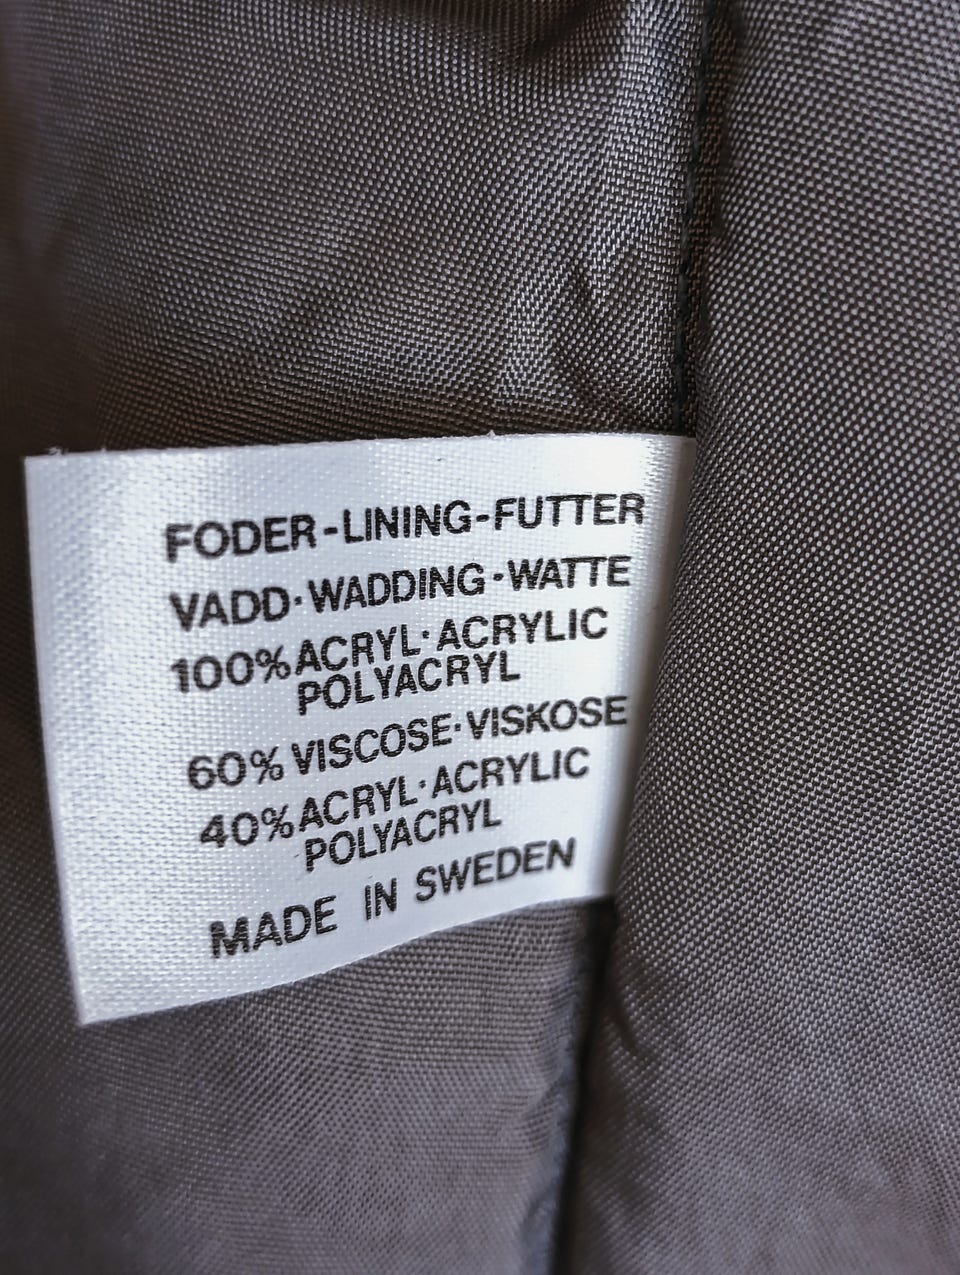 FODER-LINING-FUTTER
VADD·WADDING·WATTE
100% ACRYL·ACRYLIC
POLYACRYL
60% VISCOSE·VISKOSE
40% ACRYL·ACRYLIC
POLYACRYL
MADE IN SWEDEN